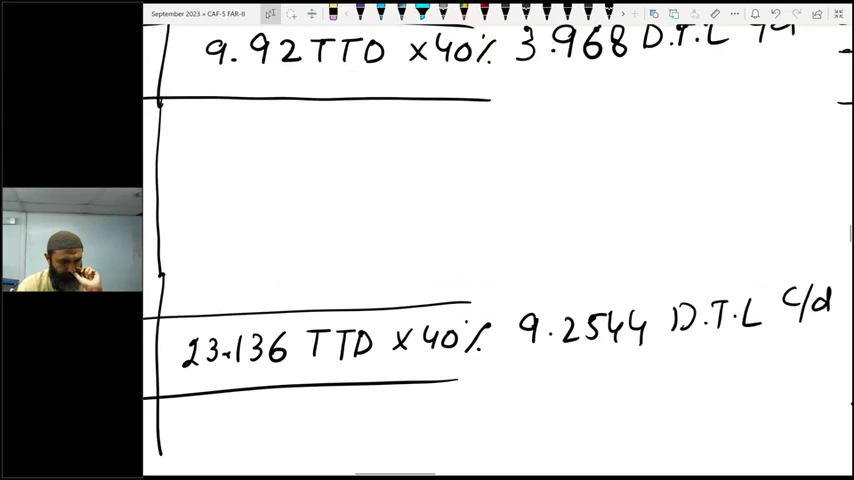 September 2023 » CAF-5 FAR-II
9.92 TTD × 40% 3.968 D.T.L
23.136 TTD × 40% 9.2544 D.T.L c/d